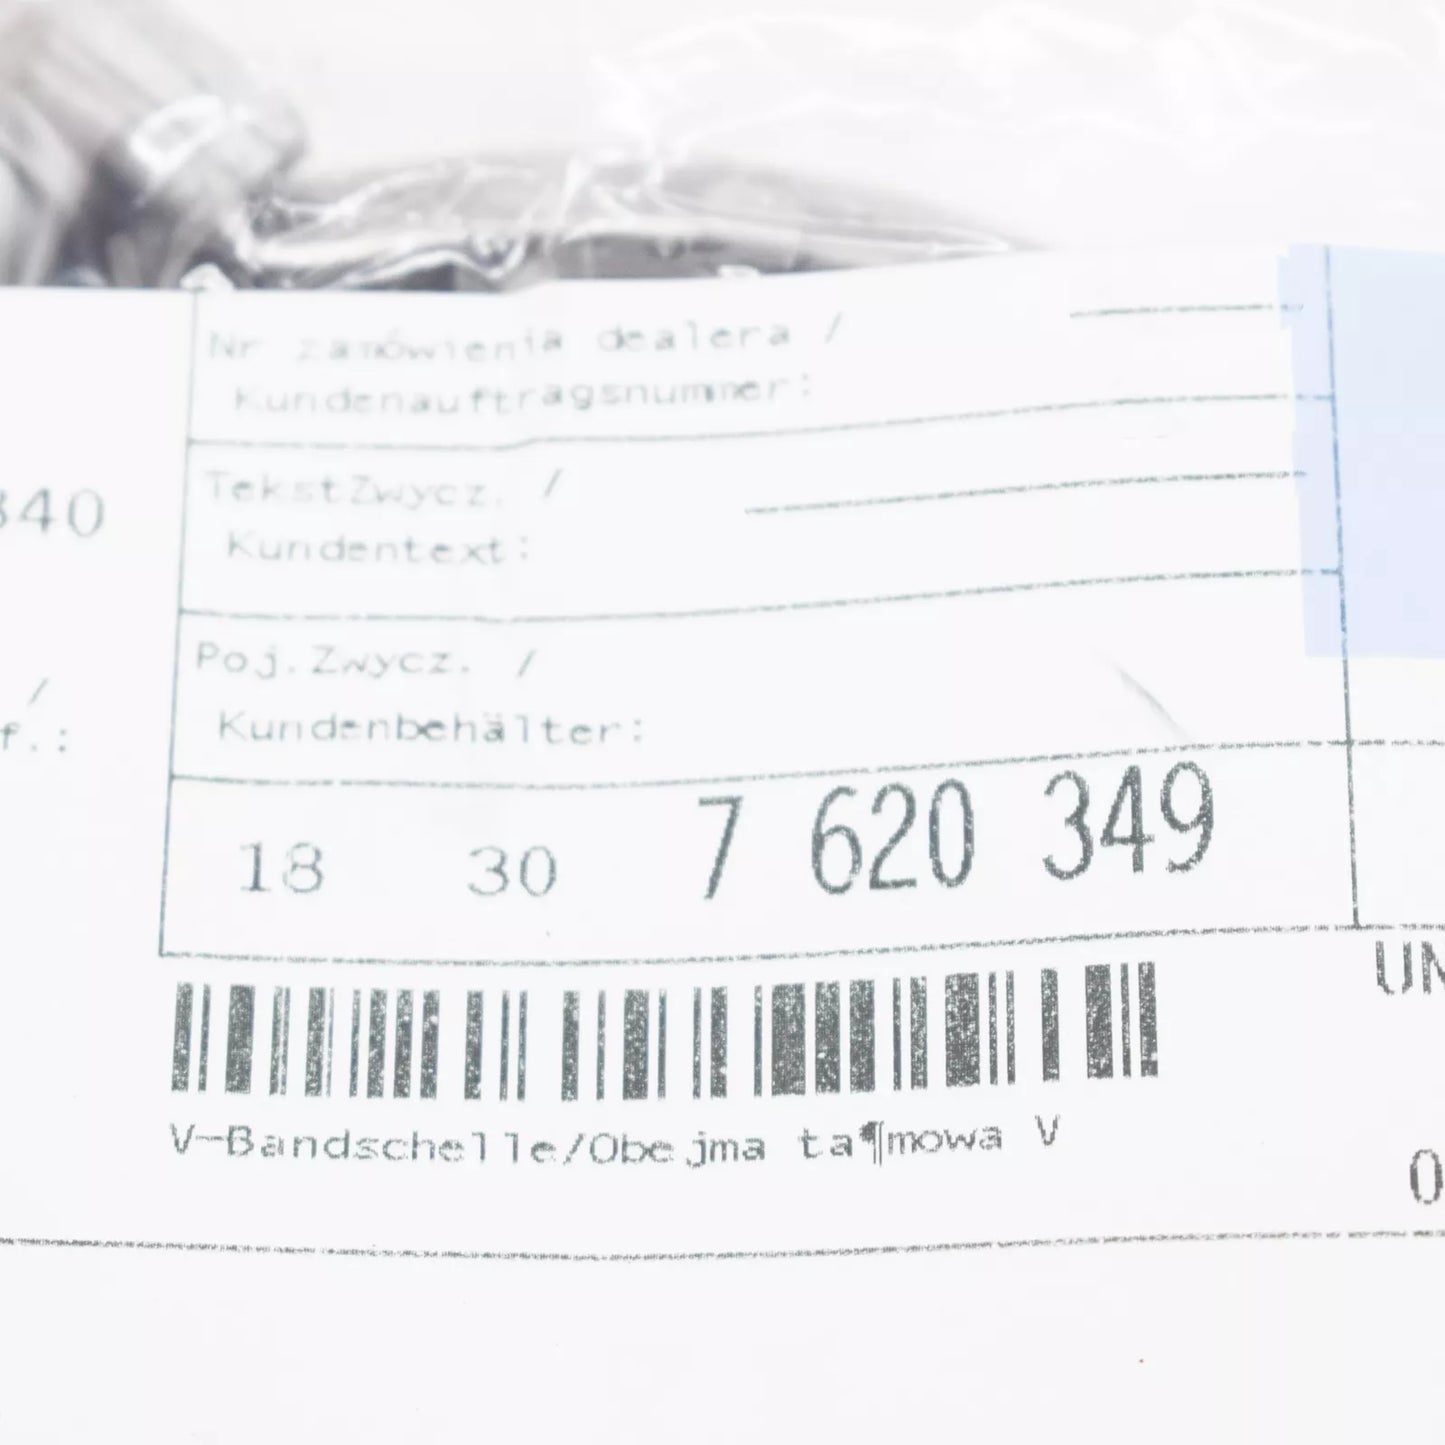 Nr zamówienia dealera /
Kundenauftragsnummer:
TekstZwycz. /
Kundentext:
340
Poj.Zwycz. /
Kundenbehälter:
/
f.:
18 30 7 620 349
V-Bandschelle/Obejma ta¶mowa V
UN
0